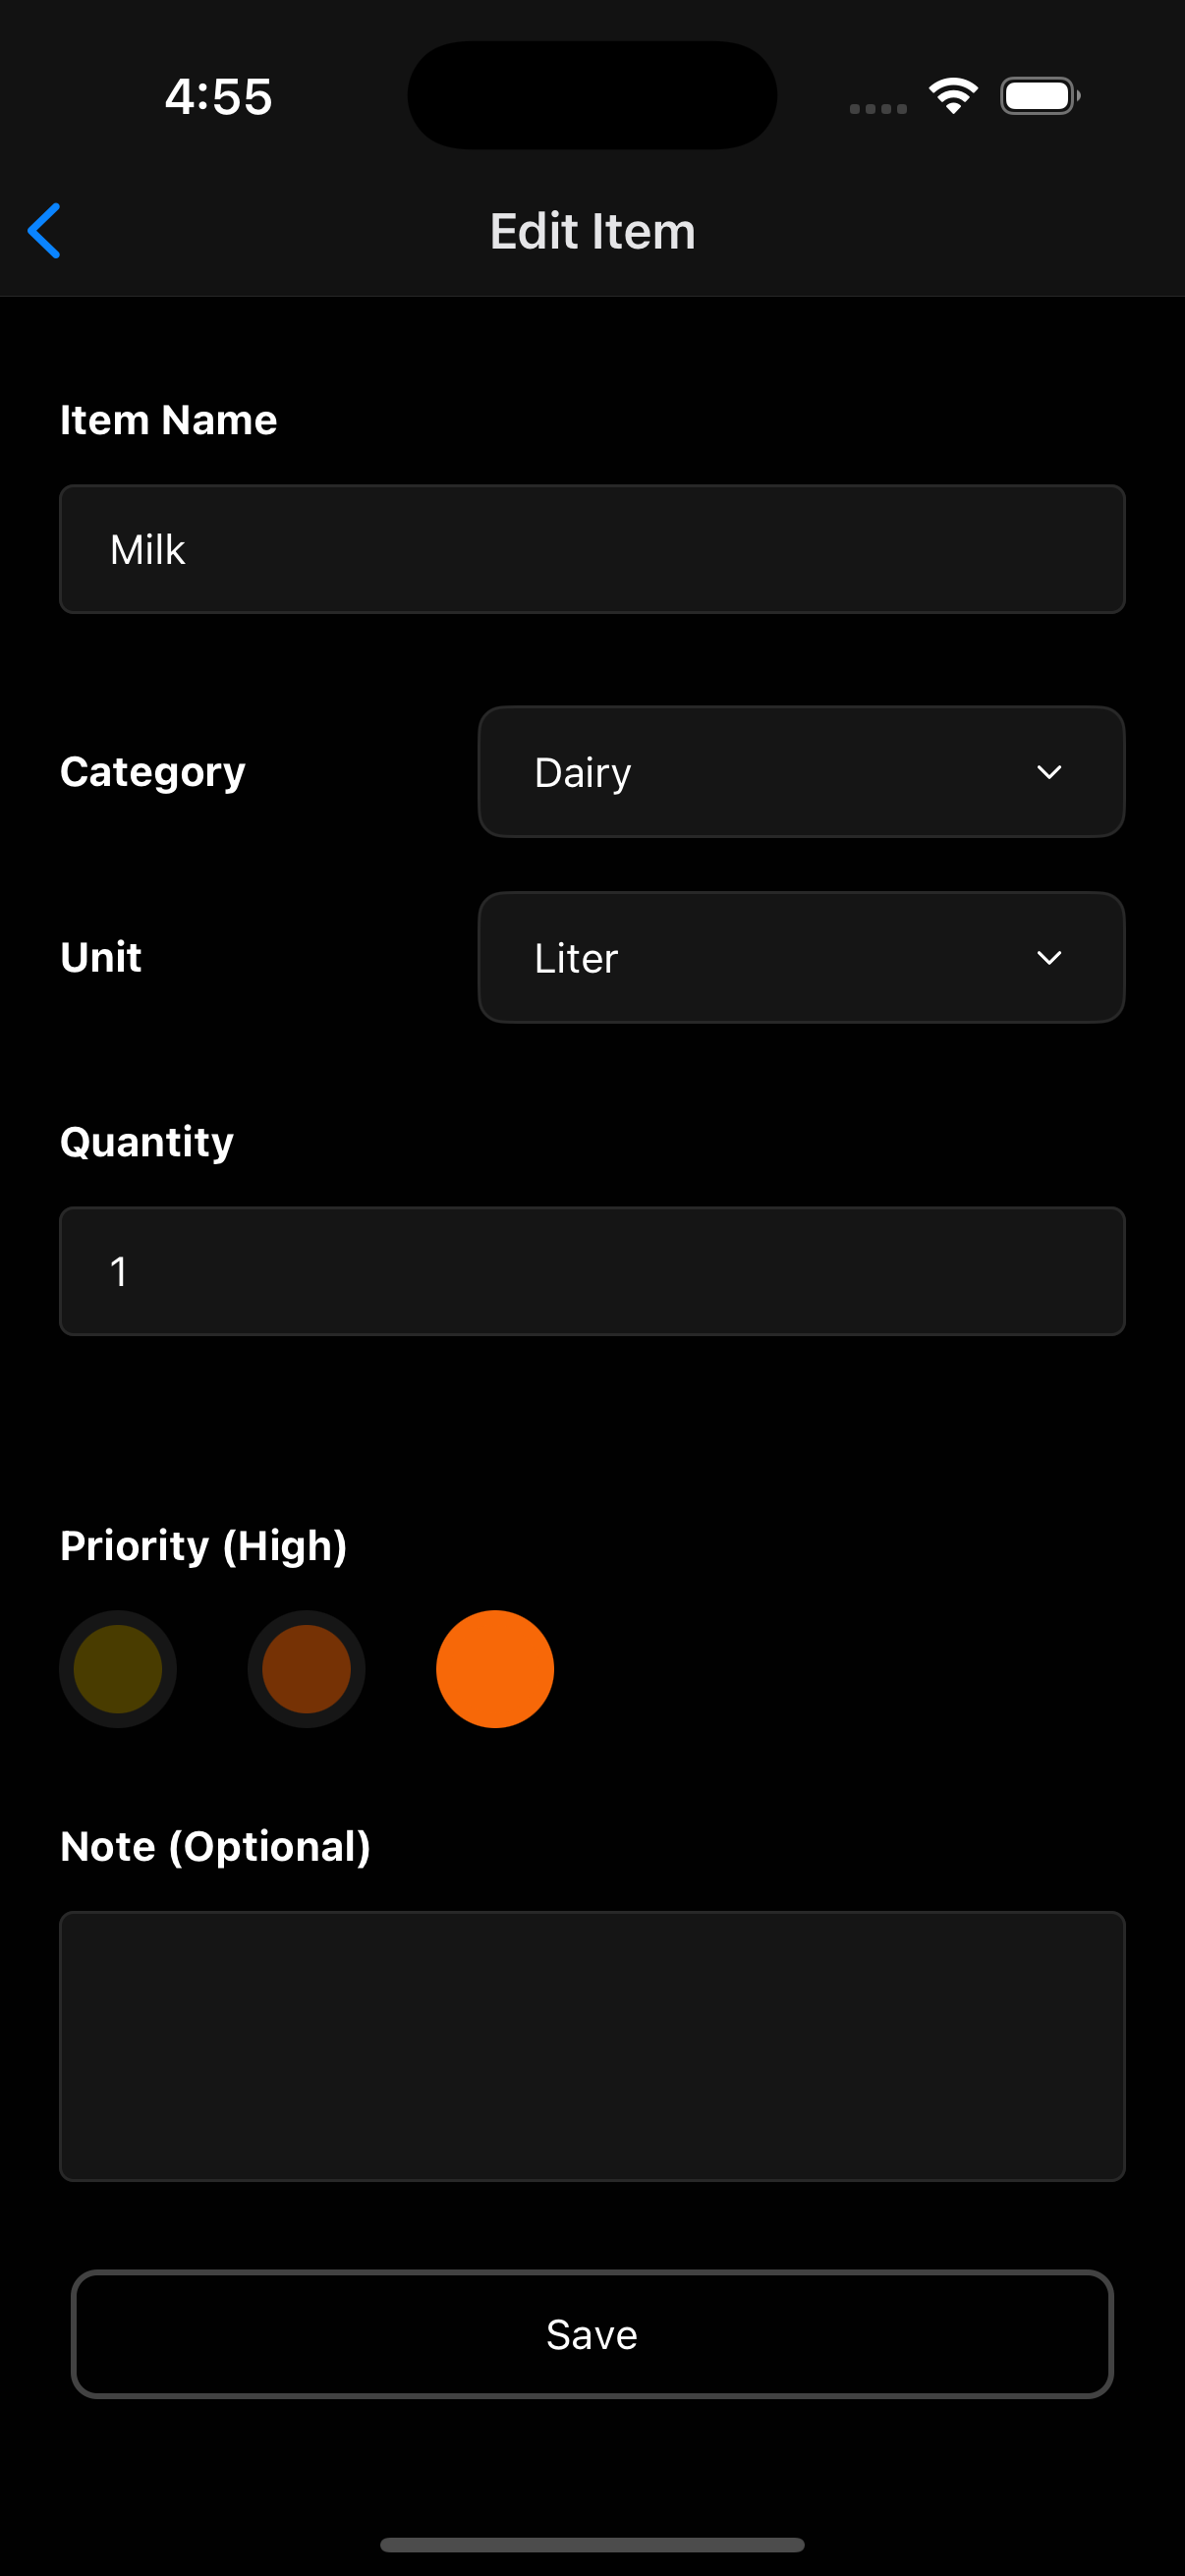 4:55
Edit Item
Item Name
Milk
Category
Dairy
Unit
Liter
Quantity
1
Priority (High)
Note (Optional)
Save